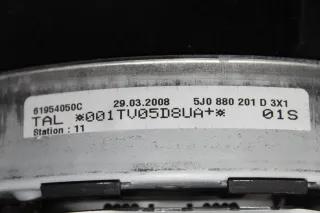 61954050C 29.03.2008 5J0 880 201 D 3X1
TAL *001TV05D8UA+* 01S
Station : 11